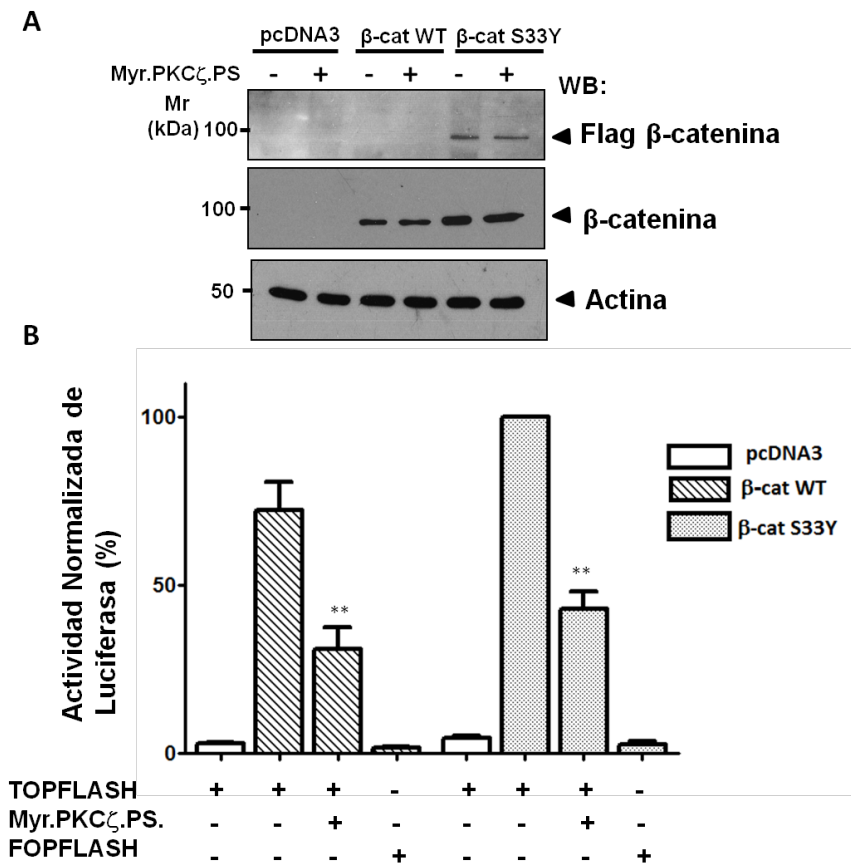 A
pcDNA3 β-cat WT β-cat S33Y
Myr.PKCζ.PS - + - + - + WB:
Mr
(kDa) 100
Flag β-catenina
100
β-catenina
50
Actina
B
Actividad Normalizada de
Luciferasa (%)
100
50
0
**
**
pcDNA3
β-cat WT
β-cat S33Y
TOPFLASH + + + - + + + -
Myr.PKCζ.PS. - - + - - - + -
FOPFLASH - - - + - - - +